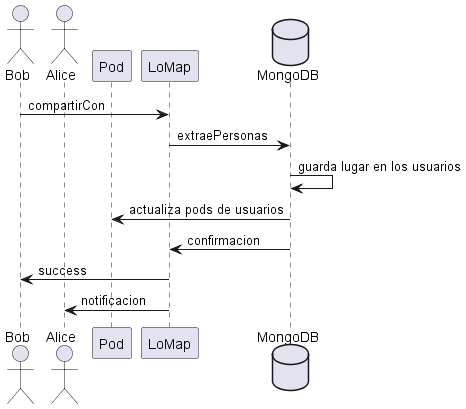 Bob Alice Pod LoMap MongoDB
compartirCon
extraePersonas
guarda lugar en los usuarios
actualiza pods de usuarios
confirmacion
success
notificacion
Bob Alice Pod LoMap MongoDB